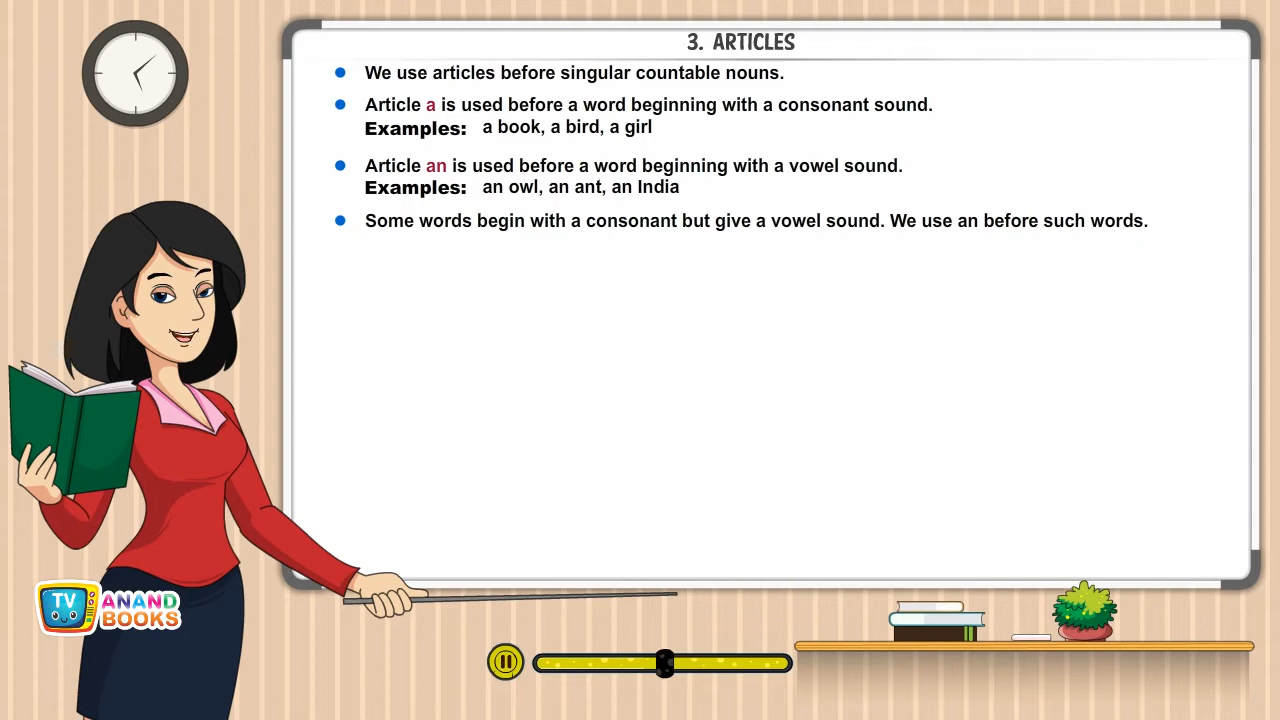 3. ARTICLES
We use articles before singular countable nouns.
Article a is used before a word beginning with a consonant sound.
Examples: a book, a bird, a girl
Article an is used before a word beginning with a vowel sound.
Examples: an owl, an ant, an India
Some words begin with a consonant but give a vowel sound. We use an before such words.
TV
ANAND
BOOKS